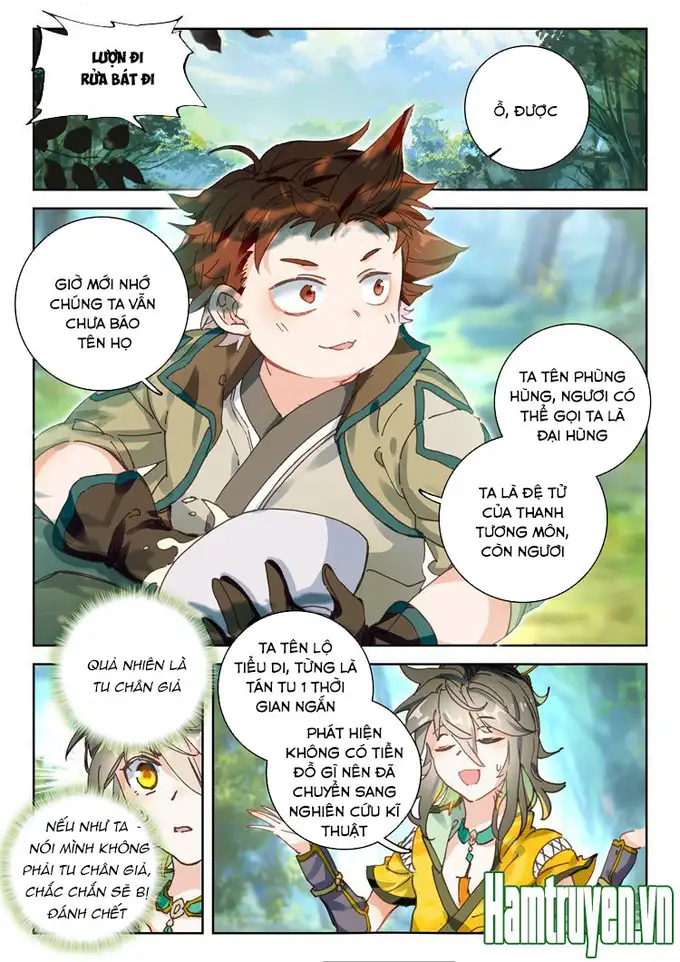 LƯỢN ĐI
RỬA BÁT ĐI
Ồ, ĐƯỢC
GIỜ MỚI NHỚ
CHÚNG TA VẪN
CHƯA BÁO
TÊN HỌ
TA TÊN PHÙNG
HÙNG, NGƯƠI CÓ
THỂ GỌI TA LÀ
ĐẠI HÙNG
TA LÀ ĐỆ TỬ
CỦA THANH
TƯƠNG MÔN,
CÒN NGƯƠI
QUẢ NHIÊN LÀ
TU CHÂN GIẢ
NẾU NHƯ TA -
NÓI MÌNH KHÔNG
PHẢI TU CHÂN GIẢ,
CHẮC CHẮN SẼ BỊ
ĐÁNH CHẾT
TA TÊN LỘ
TIỂU DI, TỪNG LÀ
TÁN TU 1 THỜI
GIAN NGẮN
PHÁT HIỆN
KHÔNG CÓ TIỀN
ĐỒ GÌ NÊN ĐÃ
CHUYỂN SANG
NGHIÊN CỨU KĨ
THUẬT
Hamtruyen.vn